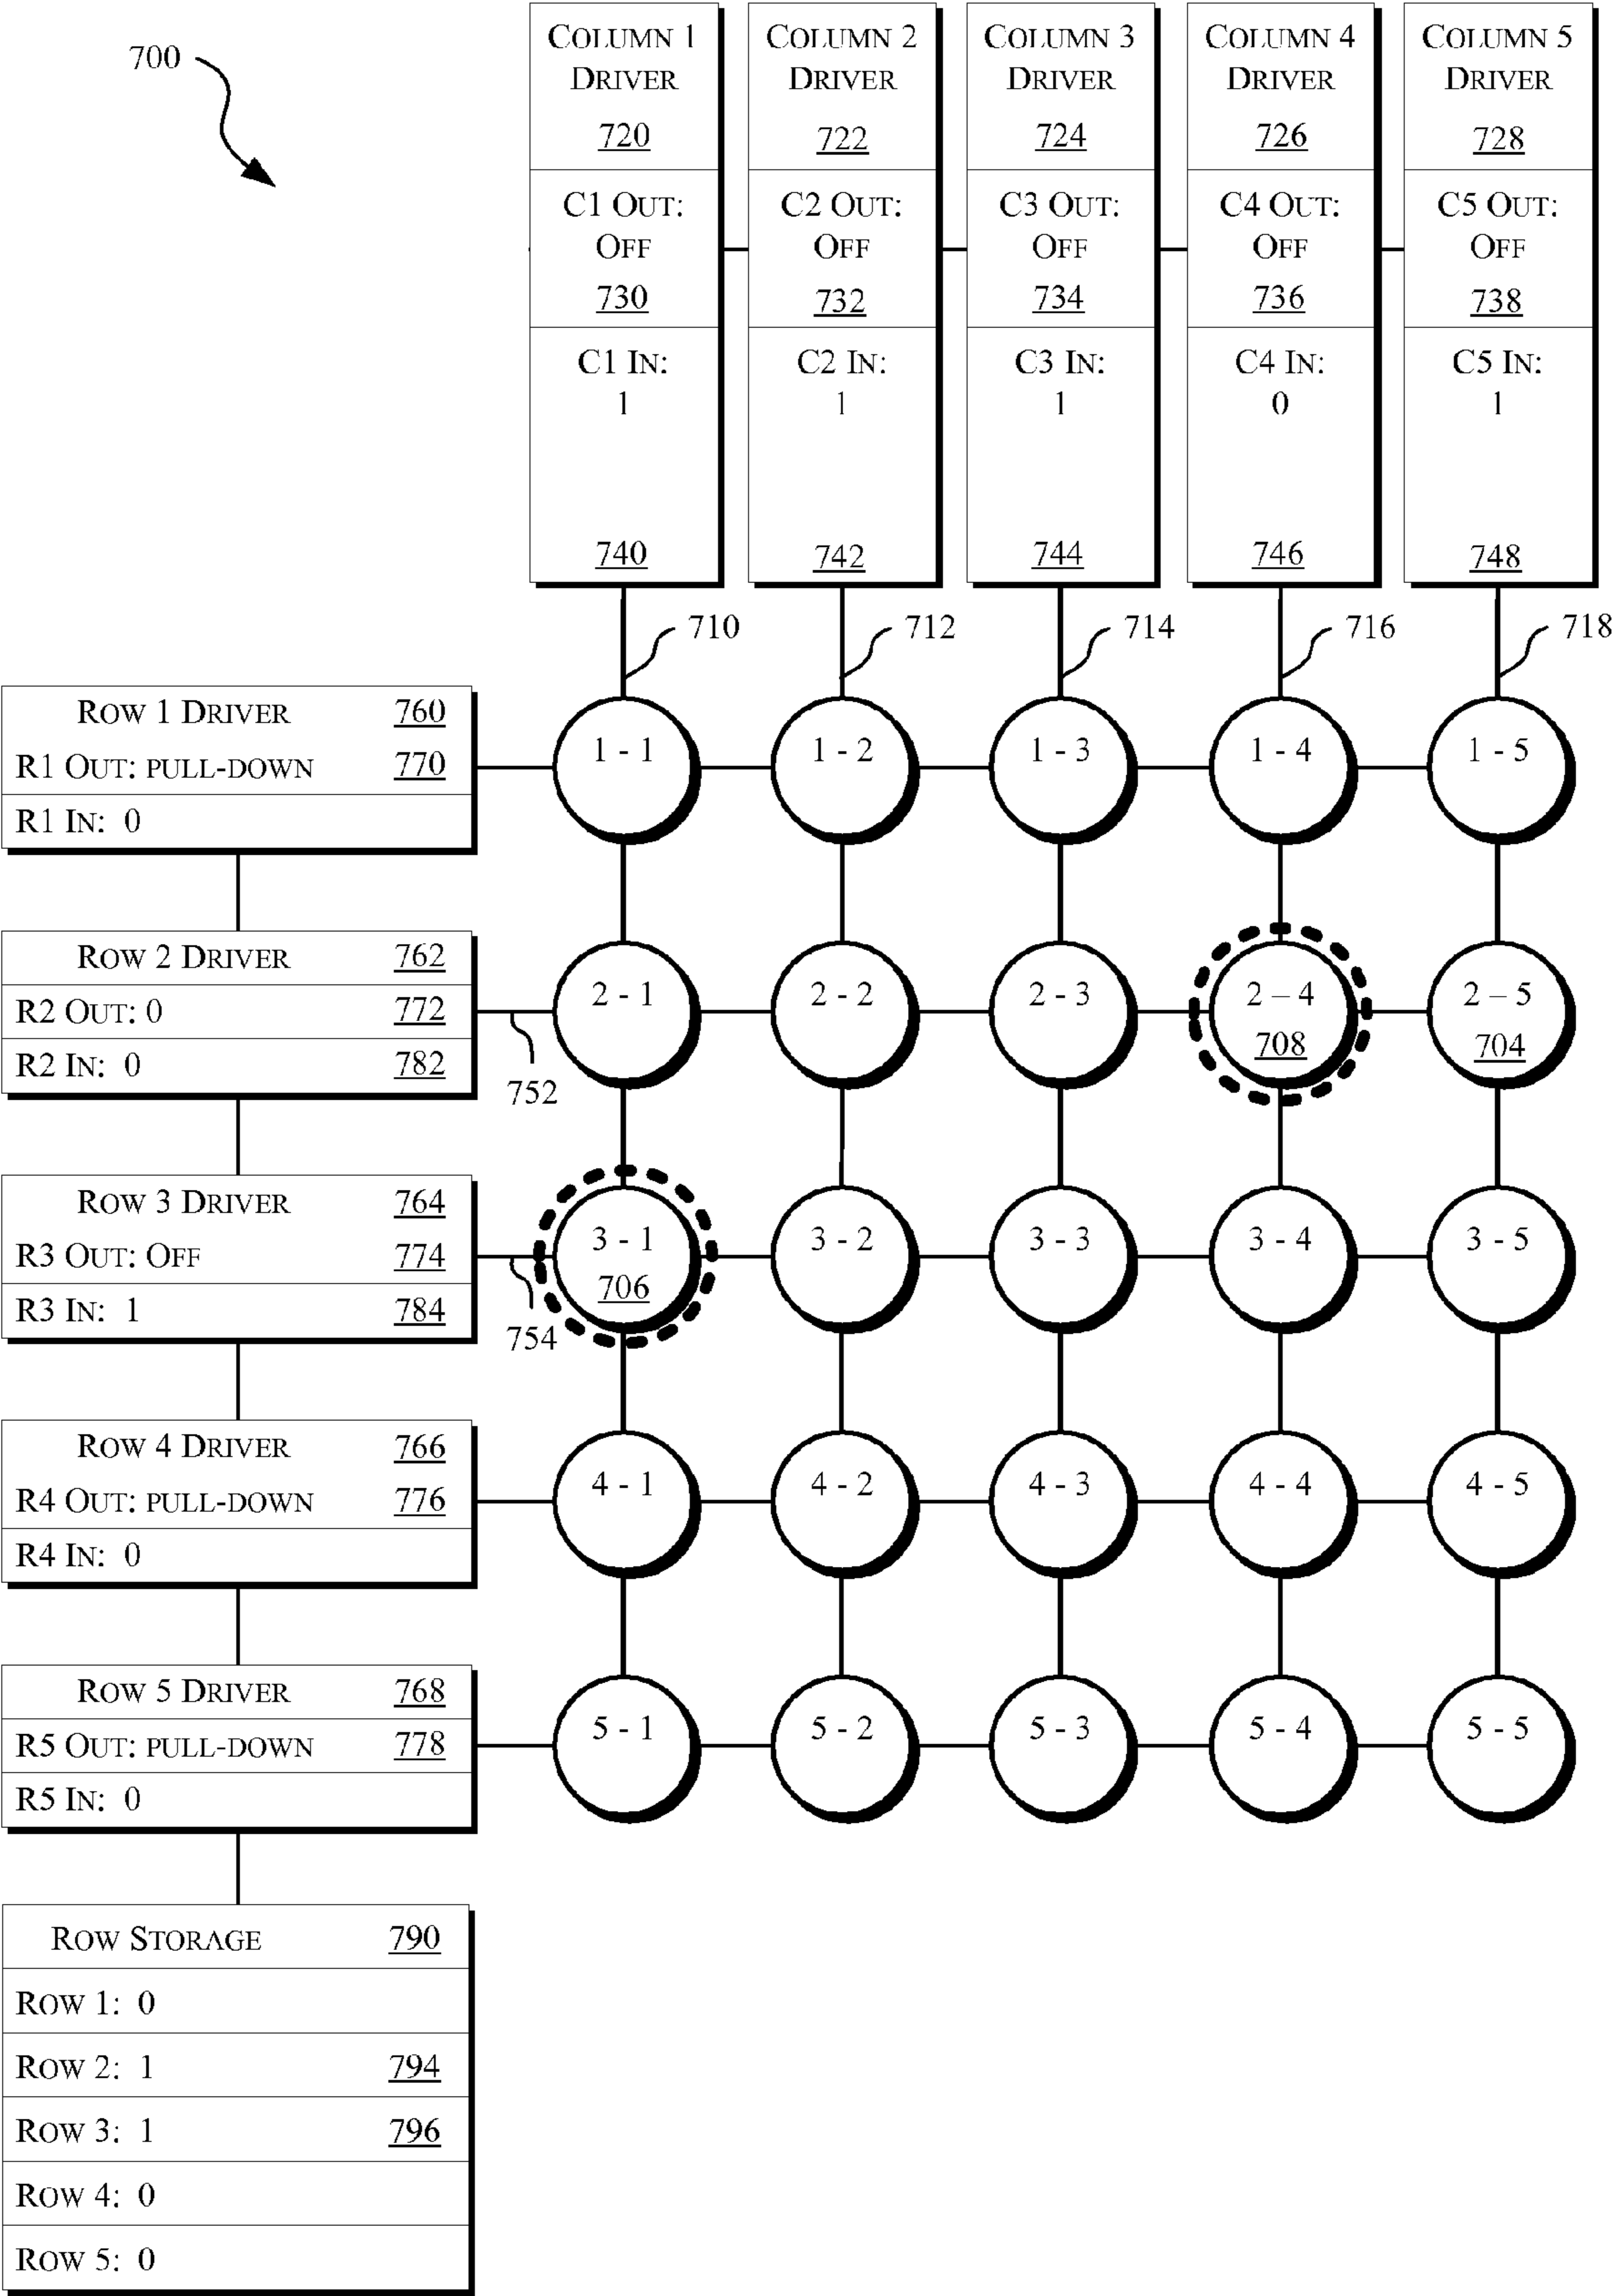 700
COLUMN 1
DRIVER
720
C1 OUT:
OFF
730
C1 IN:
1
740
COLUMN 2
DRIVER
722
C2 OUT:
OFF
732
C2 IN:
1
742
COLUMN 3
DRIVER
724
C3 OUT:
OFF
734
C3 IN:
1
744
COLUMN 4
DRIVER
726
C4 OUT:
OFF
736
C4 IN:
0
746
COLUMN 5
DRIVER
728
C5 OUT:
OFF
738
C5 IN:
1
748
710
712
714
716
718
ROW 1 DRIVER 760
R1 OUT: PULL-DOWN 770
R1 IN: 0
1 - 1
1 - 2
1 - 3
1 - 4
1 - 5
ROW 2 DRIVER 762
R2 OUT: 0 772
R2 IN: 0 782
752
2 - 1
2 - 2
2 - 3
2 – 4
708
2 – 5
704
ROW 3 DRIVER 764
R3 OUT: OFF 774
R3 IN: 1 784
754
3 - 1
706
3 - 2
3 - 3
3 - 4
3 - 5
ROW 4 DRIVER 766
R4 OUT: PULL-DOWN 776
R4 IN: 0
4 - 1
4 - 2
4 - 3
4 - 4
4 - 5
ROW 5 DRIVER 768
R5 OUT: PULL-DOWN 778
R5 IN: 0
5 - 1
5 - 2
5 - 3
5 - 4
5 - 5
ROW STORAGE 790
ROW 1: 0
ROW 2: 1 794
ROW 3: 1 796
ROW 4: 0
ROW 5: 0